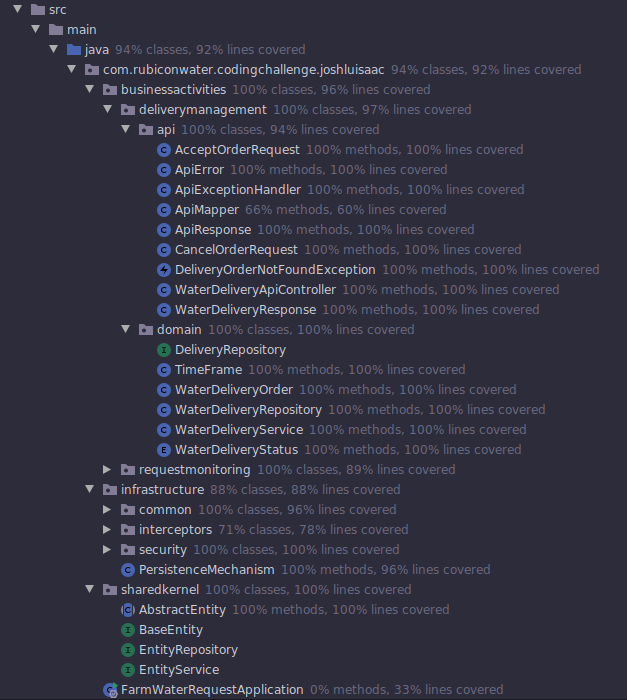 src
main
java 94% classes, 92% lines covered
com.rubiconwater.codingchallenge.joshluisaac 94% classes, 92% lines covered
businessactivities 100% classes, 96% lines covered
deliverymanagement 100% classes, 97% lines covered
api 100% classes, 94% lines covered
AcceptOrderRequest 100% methods, 100% lines covered
ApiError 100% methods, 100% lines covered
ApiExceptionHandler 100% methods, 100% lines covered
ApiMapper 66% methods, 60% lines covered
ApiResponse 100% methods, 100% lines covered
CancelOrderRequest 100% methods, 100% lines covered
DeliveryOrderNotFoundException 100% methods, 100% lines covered
WaterDeliveryApiController 100% methods, 100% lines covered
WaterDeliveryResponse 100% methods, 100% lines covered
domain 100% classes, 100% lines covered
DeliveryRepository
TimeFrame 100% methods, 100% lines covered
WaterDeliveryOrder 100% methods, 100% lines covered
WaterDeliveryRepository 100% methods, 100% lines covered
WaterDeliveryService 100% methods, 100% lines covered
WaterDeliveryStatus 100% methods, 100% lines covered
requestmonitoring 100% classes, 89% lines covered
infrastructure 88% classes, 88% lines covered
common 100% classes, 96% lines covered
interceptors 71% classes, 78% lines covered
security 100% classes, 100% lines covered
PersistenceMechanism 100% methods, 96% lines covered
sharedkernel 100% classes, 100% lines covered
AbstractEntity 100% methods, 100% lines covered
BaseEntity
EntityRepository
EntityService
FarmWaterRequestApplication 0% methods, 33% lines covered